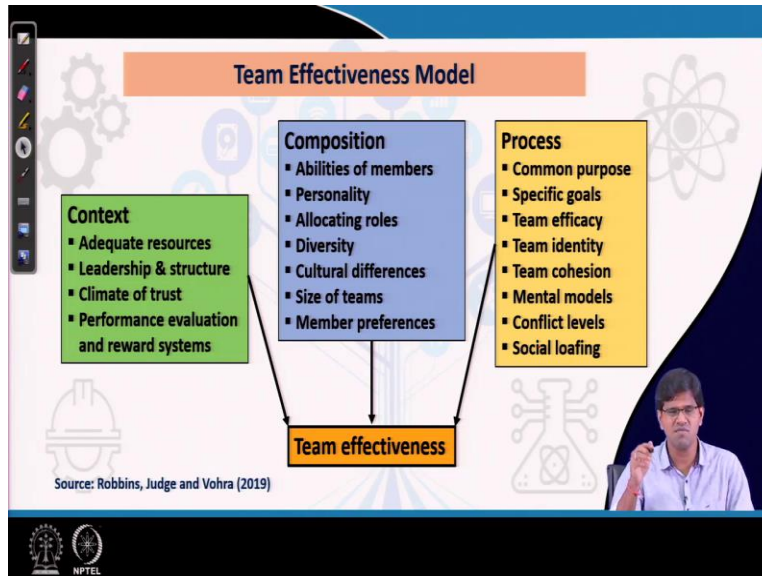 Team Effectiveness Model
Context
▪ Adequate resources
▪ Leadership & structure
▪ Climate of trust
▪ Performance evaluation
and reward systems
Composition
▪ Abilities of members
▪ Personality
▪ Allocating roles
▪ Diversity
▪ Cultural differences
▪ Size of teams
▪ Member preferences
Process
▪ Common purpose
▪ Specific goals
▪ Team efficacy
▪ Team identity
▪ Team cohesion
▪ Mental models
▪ Conflict levels
▪ Social loafing
Team effectiveness
Source: Robbins, Judge and Vohra (2019)
NPTEL